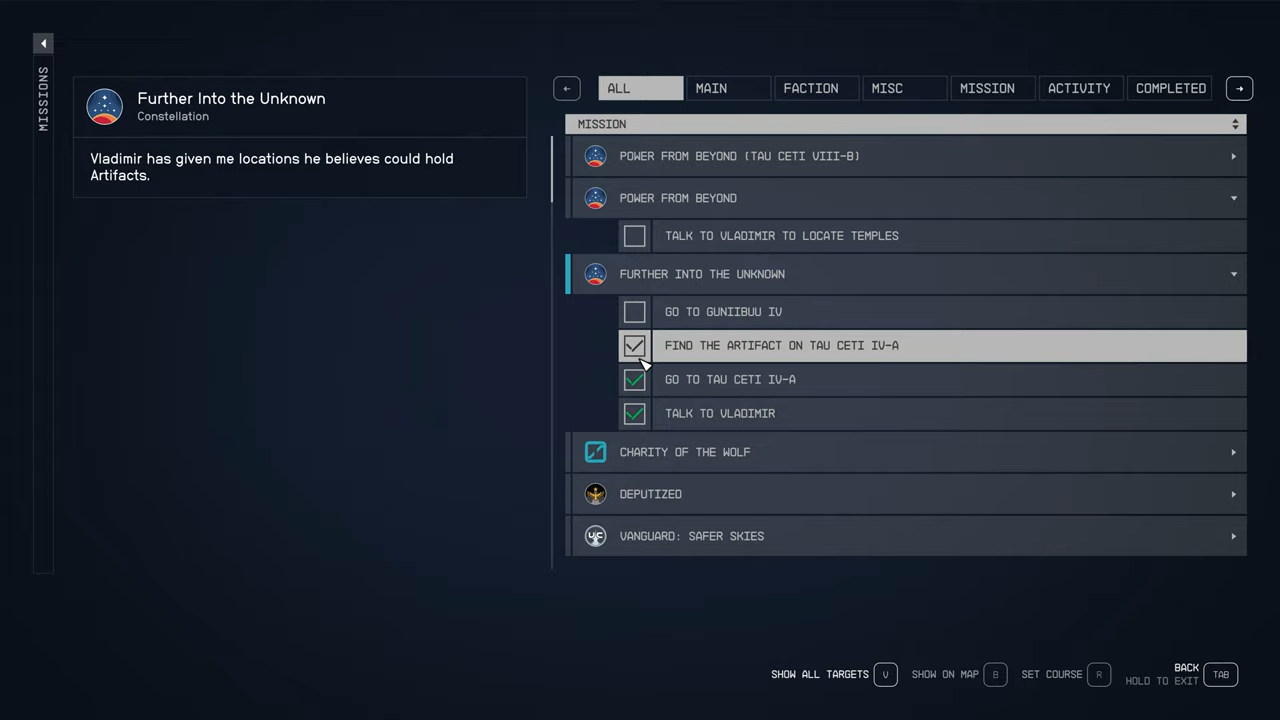 MISSIONS
Further Into the Unknown
Constellation
Vladimir has given me locations he believes could hold
Artifacts.
ALL
MAIN
FACTION
MISC
MISSION
ACTIVITY
COMPLETED
MISSION
POWER FROM BEYOND (TAU CETI VIII-B)
POWER FROM BEYOND
TALK TO VLADIMIR TO LOCATE TEMPLES
FURTHER INTO THE UNKNOWN
GO TO GUNIIBUU IV
FIND THE ARTIFACT ON TAU CETI IV-A
GO TO TAU CETI IV-A
TALK TO VLADIMIR
CHARITY OF THE WOLF
DEPUTIZED
UC
VANGUARD: SAFER SKIES
SHOW ALL TARGETS V
SHOW ON MAP B
SET COURSE R
BACK
HOLD TO EXIT
TAB